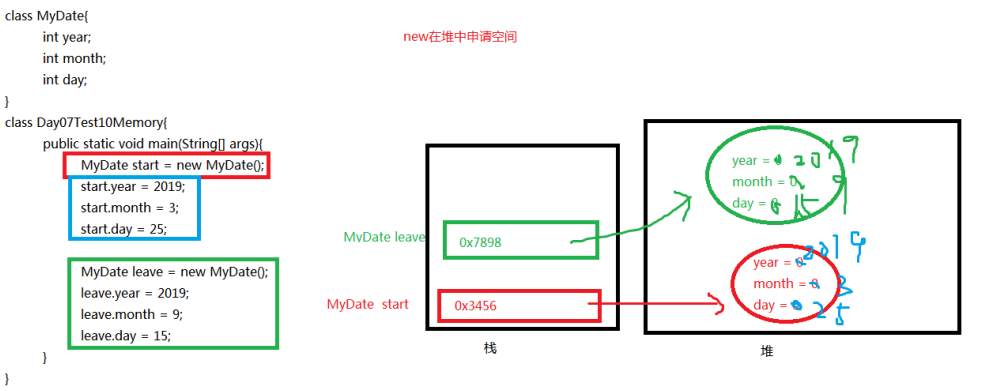 class MyDate{
int year;
int month;
int day;
}
class Day07Test10Memory{
public static void main(String[] args){
MyDate start = new MyDate();
start.year = 2019;
start.month = 3;
start.day = 25;
MyDate leave = new MyDate();
leave.year = 2019;
leave.month = 9;
leave.day = 15;
}
}
new在堆中申请空间
MyDate leave
0x7898
MyDate start
0x3456
栈
year = 0 2019
month = 0 9
day = 0 15
year = 0 2019
month = 0 3
day = 0 25
堆